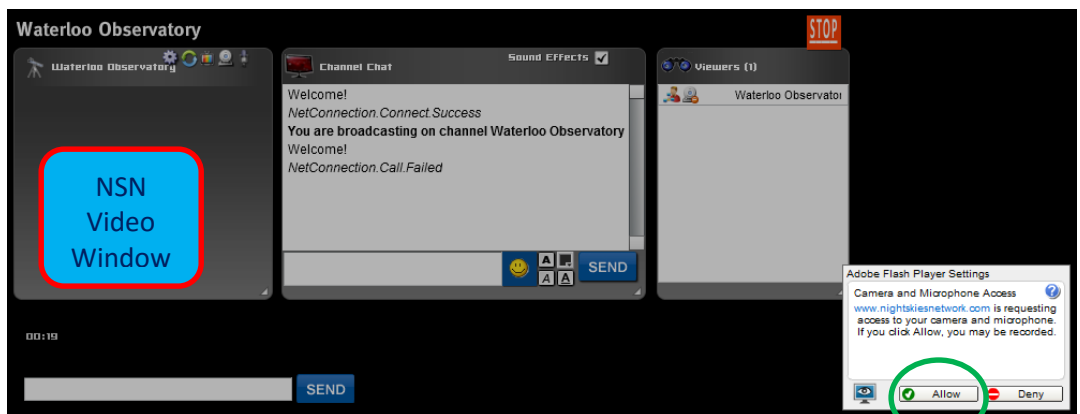 Waterloo Observatory
STOP
Waterloo Observatory
Channel Chat
Sound Effects
Viewers (1)
Welcome!
NetConnection.Connect.Success
You are broadcasting on channel Waterloo Observatory
Welcome!
NetConnection.Call.Failed
Waterloo Observator
NSN
Video
Window
A
A A
SEND
Adobe Flash Player Settings
Camera and Microphone Access
www.nightskiesnetwork.com is requesting
access to your camera and microphone.
If you click Allow, you may be recorded.
Allow
Deny
00:19
SEND